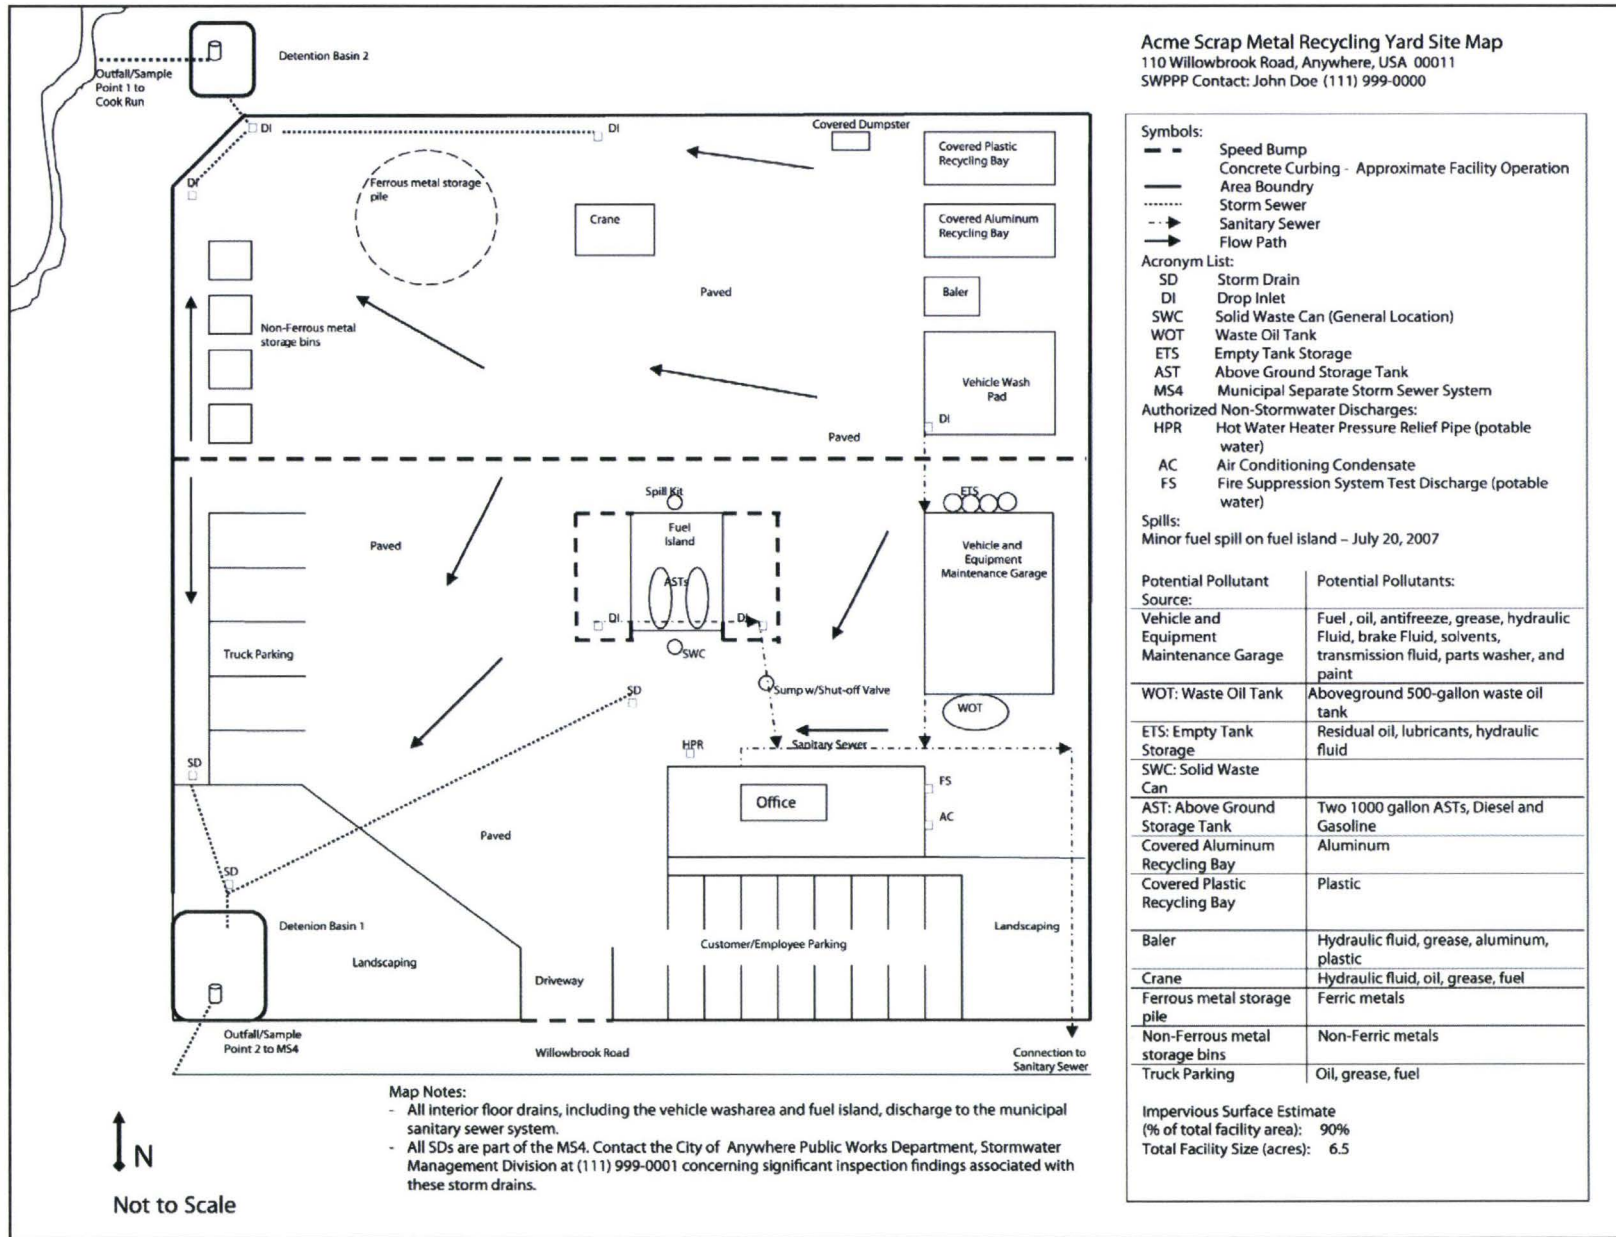 Acme Scrap Metal Recycling Yard Site Map
110 Willowbrook Road, Anywhere, USA 00011
SWPPP Contact: John Doe (111) 999-0000
Detention Basin 2
Outfall/Sample
Point 1 to
Cook Run
DI
DI
DI
Covered Dumpster
Covered Plastic
Recycling Bay
Ferrous metal storage
pile
Crane
Covered Aluminum
Recycling Bay
Paved
Baler
Non-Ferrous metal
storage bins
Vehicle Wash
Pad
DI
Paved
Spill Kit
ETS
Fuel
Island
Paved
Vehicle and
Equipment
Maintenance Garage
ASTs
DI
DI
Truck Parking
SWC
SD
Sump w/Shut-off Valve
WOT
HPR
Sanitary Sewer
SD
FS
Office
AC
Paved
SD
Detenion Basin 1
Landscaping
Customer/Employee Parking
Landscaping
Driveway
Outfall/Sample
Point 2 to MS4
Willowbrook Road
Connection to
Sanitary Sewer
N
Not to Scale
Map Notes:
- All interior floor drains, including the vehicle washarea and fuel island, discharge to the municipal
sanitary sewer system.
- All SDs are part of the MS4. Contact the City of Anywhere Public Works Department, Stormwater
Management Division at (111) 999-0001 concerning significant inspection findings associated with
these storm drains.
Symbols:
Speed Bump
Concrete Curbing - Approximate Facility Operation
Area Boundry
Storm Sewer
Sanitary Sewer
Flow Path
Acronym List:
SD Storm Drain
DI Drop Inlet
SWC Solid Waste Can (General Location)
WOT Waste Oil Tank
ETS Empty Tank Storage
AST Above Ground Storage Tank
MS4 Municipal Separate Storm Sewer System
Authorized Non-Stormwater Discharges:
HPR Hot Water Heater Pressure Relief Pipe (potable
water)
AC Air Conditioning Condensate
FS Fire Suppression System Test Discharge (potable
water)
Spills:
Minor fuel spill on fuel island – July 20, 2007
Potential Pollutant Potential Pollutants:
Source:
Vehicle and Fuel , oil, antifreeze, grease, hydraulic
Equipment Fluid, brake Fluid, solvents,
Maintenance Garage transmission fluid, parts washer, and
paint
WOT: Waste Oil Tank Aboveground 500-gallon waste oil
tank
ETS: Empty Tank Residual oil, lubricants, hydraulic
Storage fluid
SWC: Solid Waste
Can
AST: Above Ground Two 1000 gallon ASTs, Diesel and
Storage Tank Gasoline
Covered Aluminum Aluminum
Recycling Bay
Covered Plastic Plastic
Recycling Bay
Baler Hydraulic fluid, grease, aluminum,
plastic
Crane Hydraulic fluid, oil, grease, fuel
Ferrous metal storage Ferric metals
pile
Non-Ferrous metal Non-Ferric metals
storage bins
Truck Parking Oil, grease, fuel
Impervious Surface Estimate
(% of total facility area): 90%
Total Facility Size (acres): 6.5